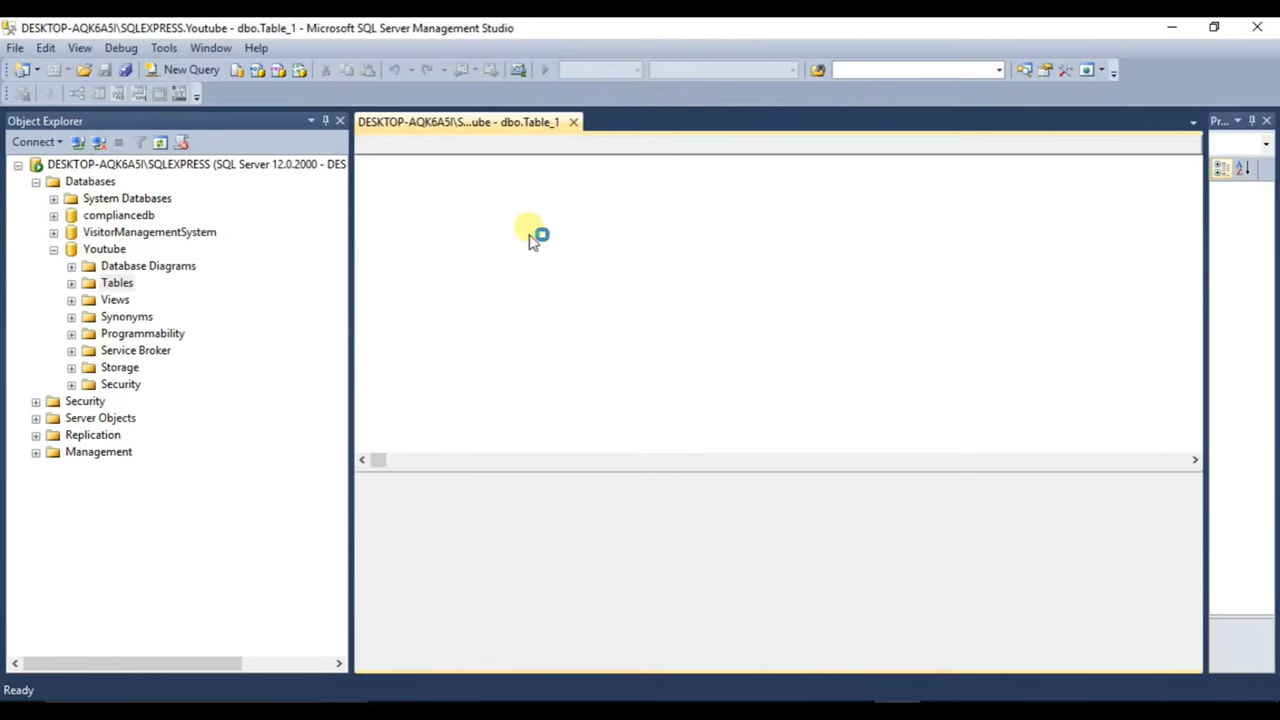 DESKTOP-AQK6A5I\SQLEXPRESS.Youtube - dbo.Table_1 - Microsoft SQL Server Management Studio
File Edit View Debug Tools Window Help
New Query
Object Explorer
DESKTOP-AQK6A5I\S...ube - dbo.Table_1
Pr...
Connect
DESKTOP-AQK6A5I\SQLEXPRESS (SQL Server 12.0.2000 - DES
Databases
System Databases
compliancedb
VisitorManagementSystem
Youtube
Database Diagrams
Tables
Views
Synonyms
Programmability
Service Broker
Storage
Security
Security
Server Objects
Replication
Management
Ready